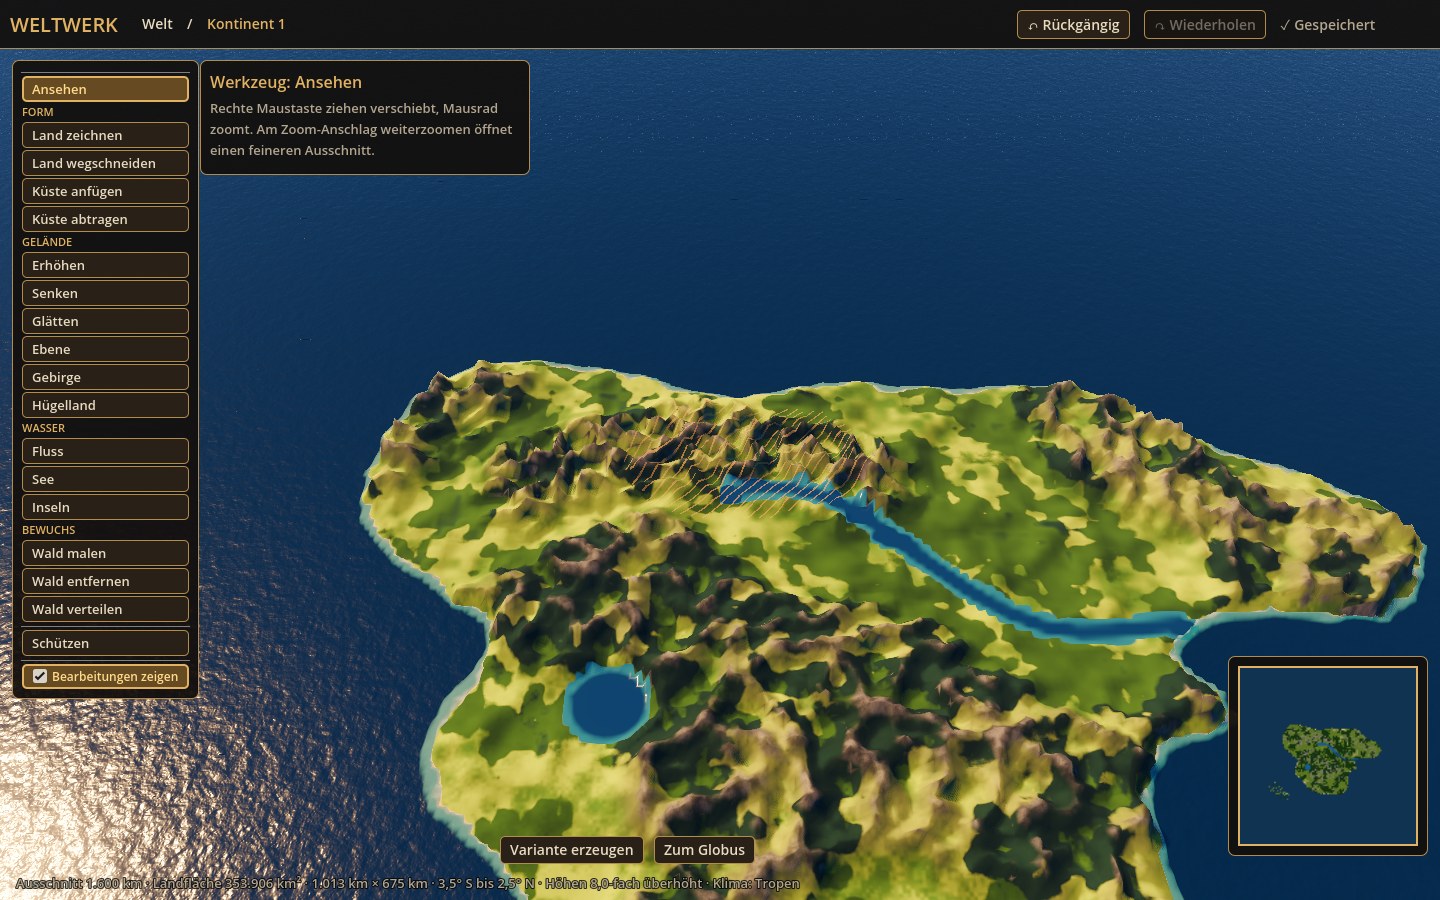 WELTWERK
Welt / Kontinent 1
Rückgängig
Wiederholen
✓ Gespeichert
Ansehen
FORM
Land zeichnen
Land wegschneiden
Küste anfügen
Küste abtragen
GELÄNDE
Erhöhen
Senken
Glätten
Ebene
Gebirge
Hügelland
WASSER
Fluss
See
Inseln
BEWUCHS
Wald malen
Wald entfernen
Wald verteilen
Schützen
Bearbeitungen zeigen
Werkzeug: Ansehen
Rechte Maustaste ziehen verschiebt, Mausrad
zoomt. Am Zoom-Anschlag weiterzoomen öffnet
einen feineren Ausschnitt.
Variante erzeugen
Zum Globus
Ausschnitt 1.600 km · Landfläche 353.906 km² · 1.013 km × 675 km · 3,5° S bis 2,5° N · Höhen 8,0-fach überhöht · Klima: Tropen